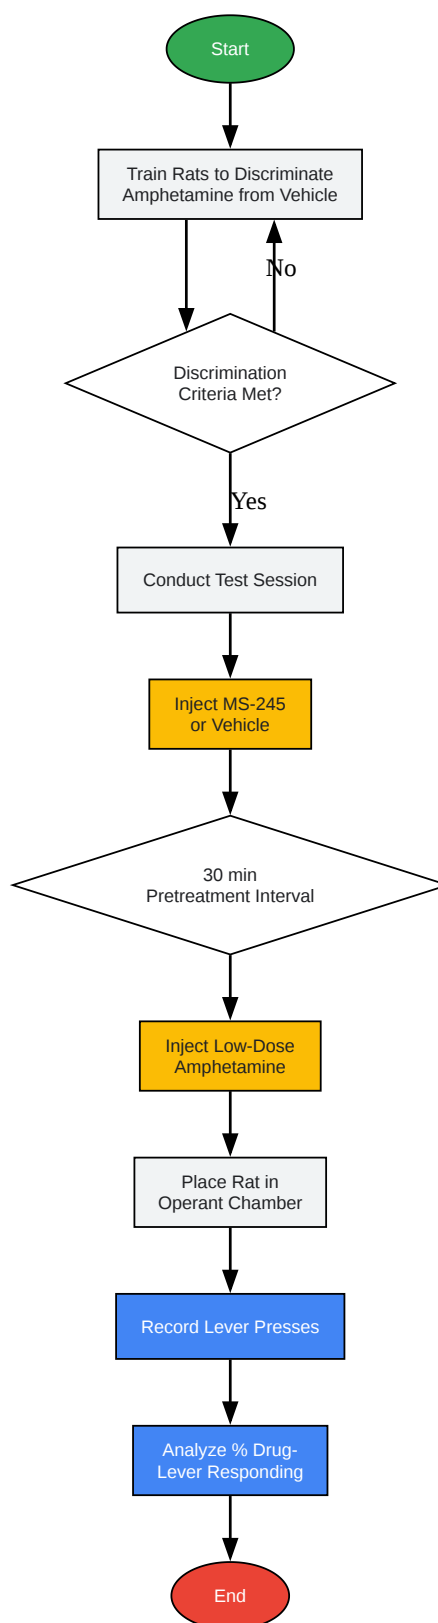 Start
Train Rats to Discriminate
Amphetamine from Vehicle
No
Discrimination
Criteria Met?
Yes
Conduct Test Session
Inject MS-245
or Vehicle
30 min
Pretreatment Interval
Inject Low-Dose
Amphetamine
Place Rat in
Operant Chamber
Record Lever Presses
Analyze % Drug-
Lever Responding
End